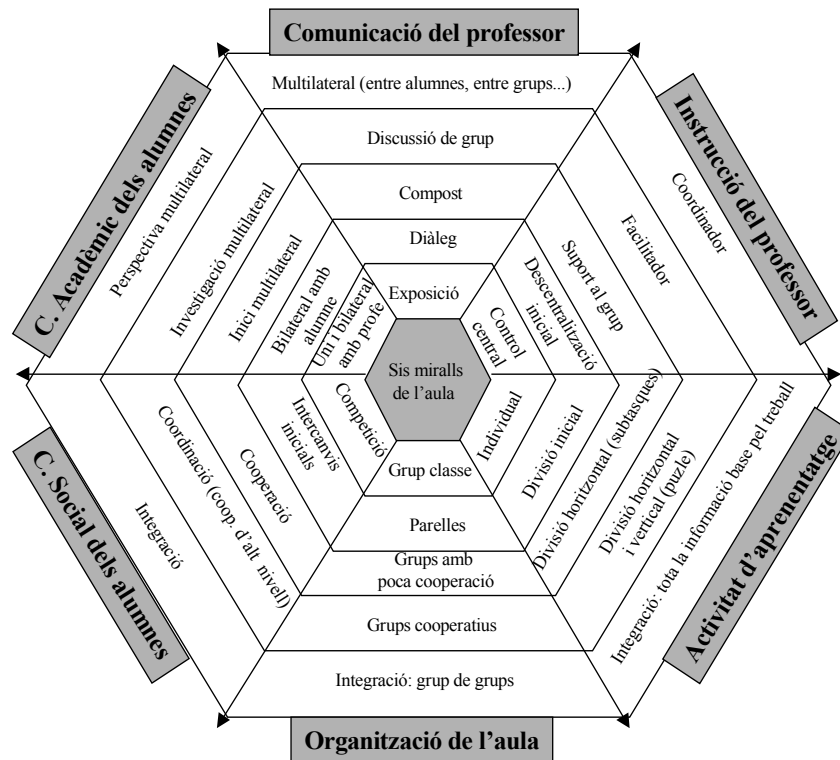 Comunicació del professor
Multilateral (entre alumnes, entre grups...)
Discussió de grup
Compost
Diàleg
Exposició
Instrucció del professor
Coordinador
Facilitador
Suport al grup
Descentralització
inicial
Control
central
C. Acadèmic dels alumnes
Perspectiva multilateral
Investigació multilateral
Inici multilateral
Bilateral amb
alumne
Uni i bilateral
amb profe
Sis miralls
de l’aula
C. Social dels alumnes
Integració
Coordinació (coop. d’alt. nivell)
Cooperació
Intercanvis
inicials
Competició
Activitat d’aprenentatge
Individual
Divisió inicial
Divisió horitzontal (subtasques)
Divisió horitzontal
i vertical (puzle)
Integració: tota la informació base pel treball
Grup classe
Parelles
Grups amb
poca cooperació
Grups cooperatius
Integració: grup de grups
Organització de l’aula